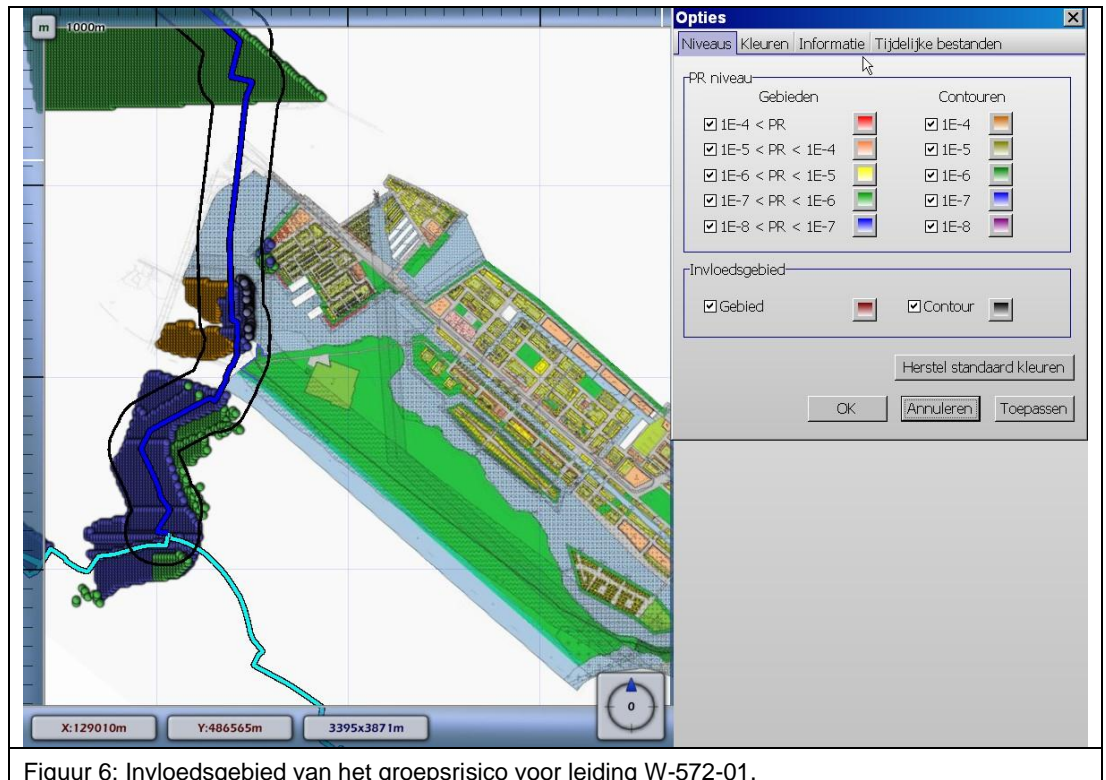 m 1000m
Opties
Niveaus Kleuren Informatie Tijdelijke bestanden
PR niveau
Gebieden Contouren
1E-4 < PR 1E-4
1E-5 < PR < 1E-4 1E-5
1E-6 < PR < 1E-5 1E-6
1E-7 < PR < 1E-6 1E-7
1E-8 < PR < 1E-7 1E-8
Invloedsgebied
Gebied Contour
Herstel standaard kleuren
OK Annuleren Toepassen
0
X:129010m Y:486565m 3395x3871m
Figuur 6: Invloedsgebied van het groepsrisico voor leiding W-572-01.